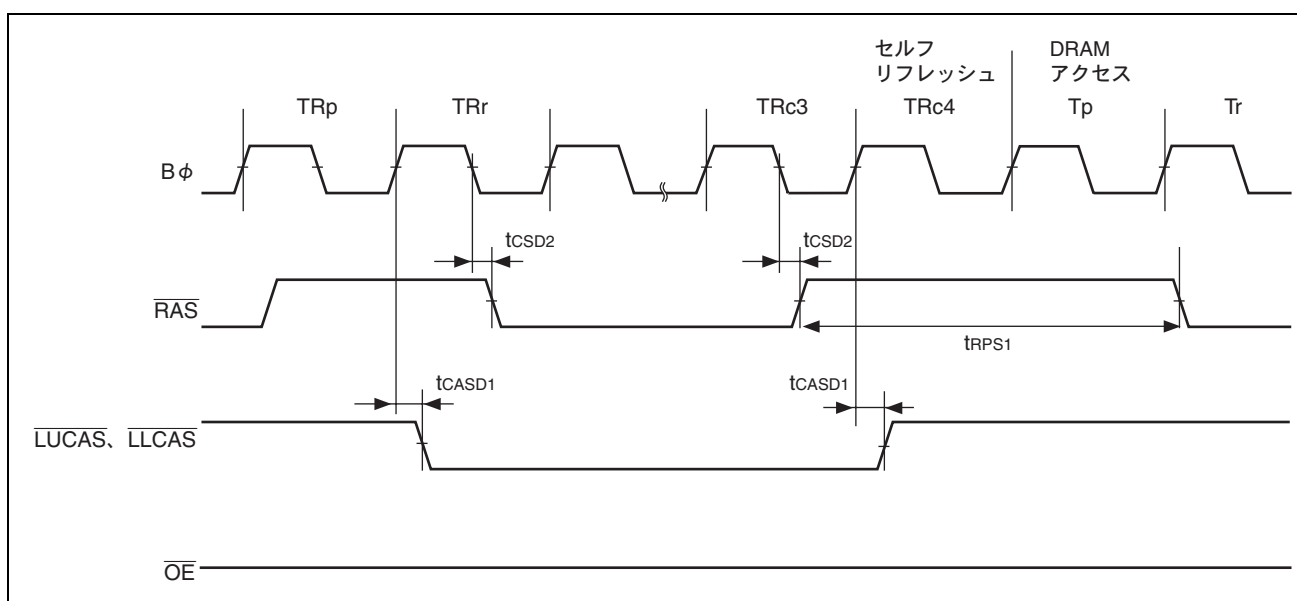 セルフ
リフレッシュ
DRAM
アクセス
TRp
TRr
TRc3
TRc4
Tp
Tr
Bφ
tCSD2
tCSD2
RAS
tRPS1
tCASD1
tCASD1
LUCAS、LLCAS
OE